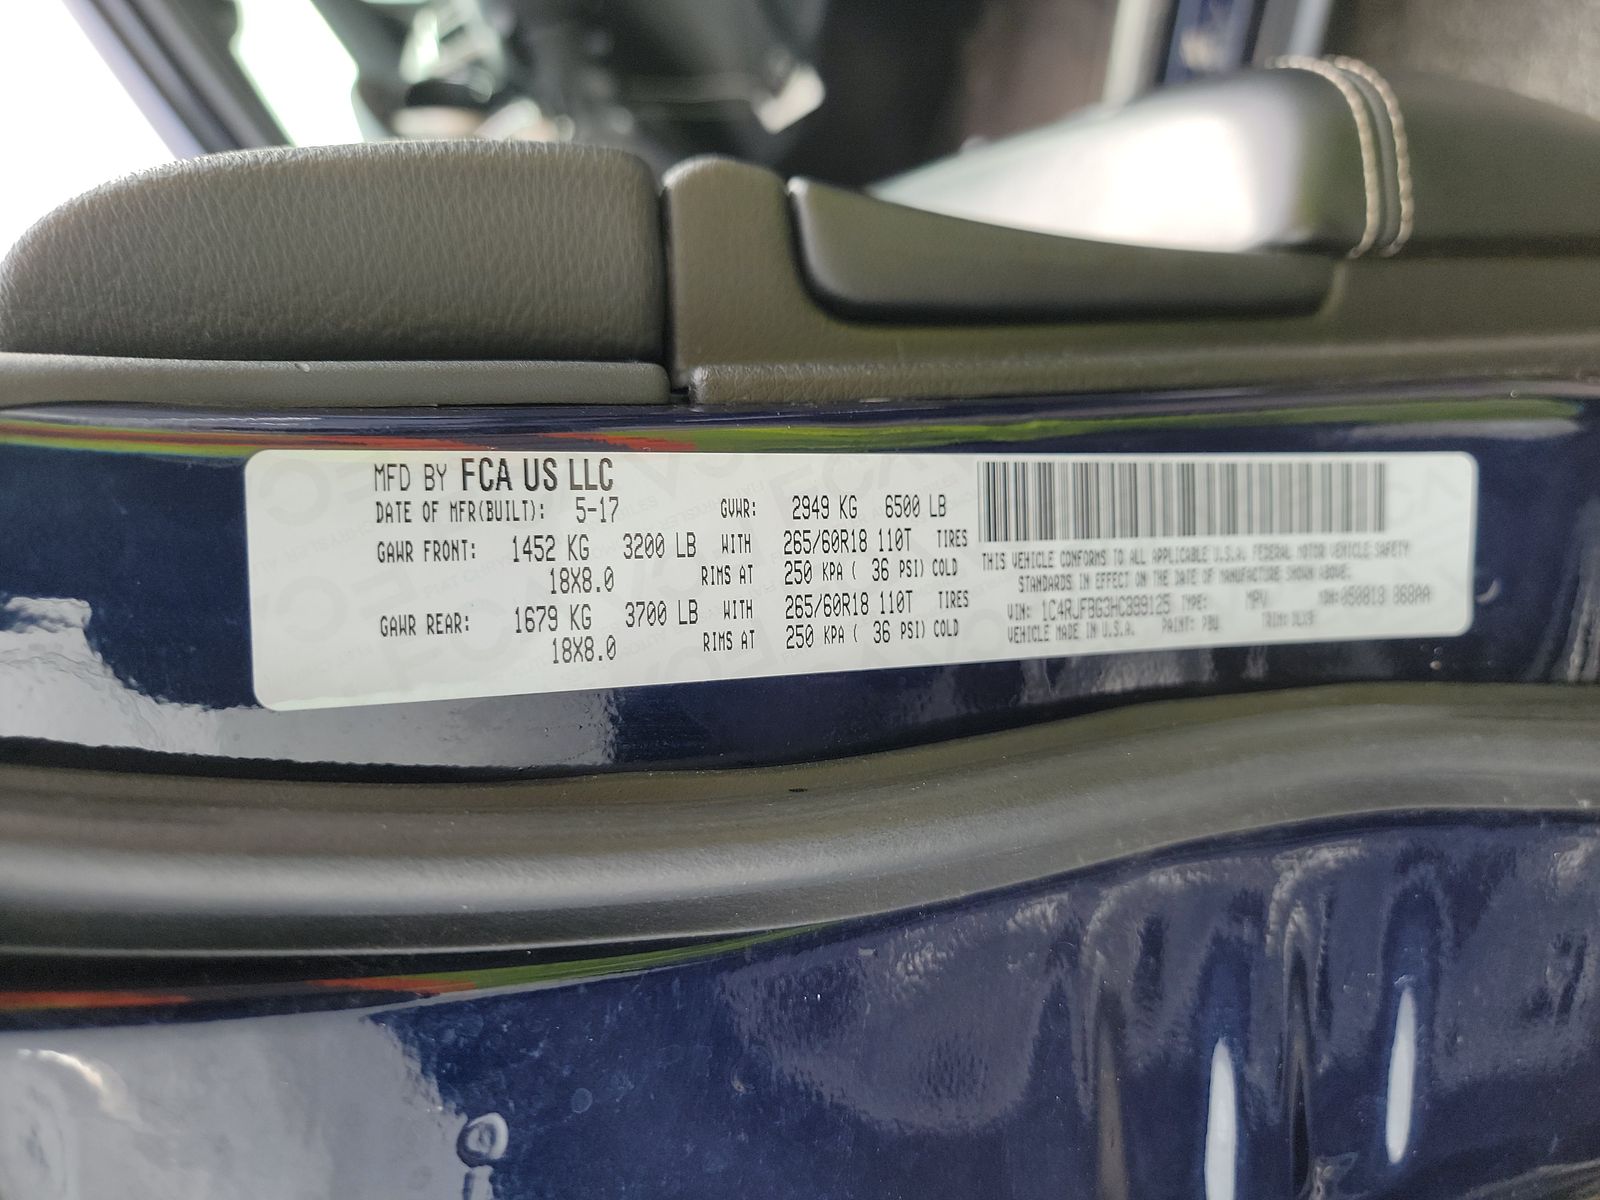 MFD BY FCA US LLC
DATE OF MFR(BUILT): 5-17 GVWR: 2949 KG 6500 LB
GAWR FRONT: 1452 KG 3200 LB WITH 265/60R18 110T TIRES
18X8.0 RIMS AT 250 KPA ( 36 PSI) COLD
GAWR REAR: 1679 KG 3700 LB WITH 265/60R18 110T TIRES
18X8.0 RIMS AT 250 KPA ( 36 PSI) COLD
THIS VEHICLE CONFORMS TO ALL APPLICABLE U.S.A. FEDERAL MOTOR VEHICLE SAFETY
STANDARDS IN EFFECT ON THE DATE OF MANUFACTURE SHOWN ABOVE.
VIN: 1C4RJFBG3HC899125 TYPE: MPV
VEHICLE MADE IN U.S.A. PAINT: PBU TRIM: